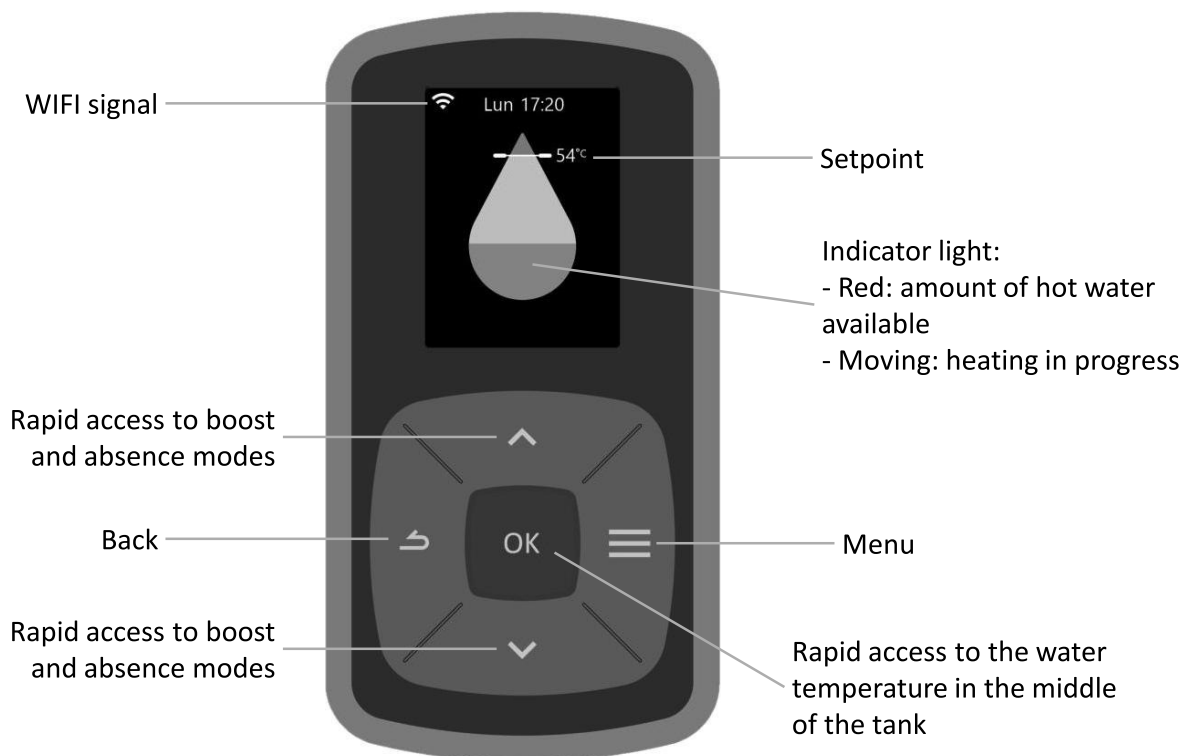 WIFI signal
Lun 17:20
54°C
Setpoint
Indicator light:
- Red: amount of hot water
available
- Moving: heating in progress
Rapid access to boost
and absence modes
Back
OK
Menu
Rapid access to boost
and absence modes
Rapid access to the water
temperature in the middle
of the tank